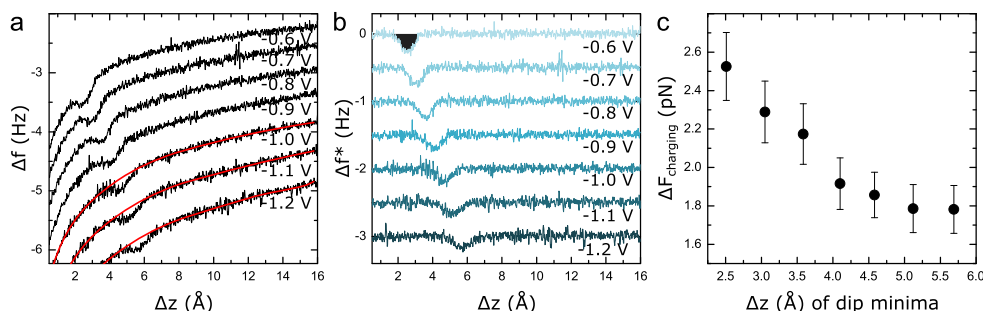 a
b
c
-3
-4
-5
-6
Δf (Hz)
0.6 V
-0.7 V
-0.8 V
-0.9 V
-1.0 V
-1.1 V
-1.2 V
2 4 6 8 10 12 14 16
Δz (Å)
0
-1
-2
-3
Δf* (Hz)
-0.6 V
-0.7 V
-0.8 V
-0.9 V
-1.0 V
-1.1 V
-1.2 V
2 4 6 8 10 12 14 16
Δz (Å)
2.8
2.6
2.4
2.2
2.0
1.8
1.6
ΔFcharging (pN)
2.5 3.0 3.5 4.0 4.5 5.0 5.5 6.0
Δz (Å) of dip minima